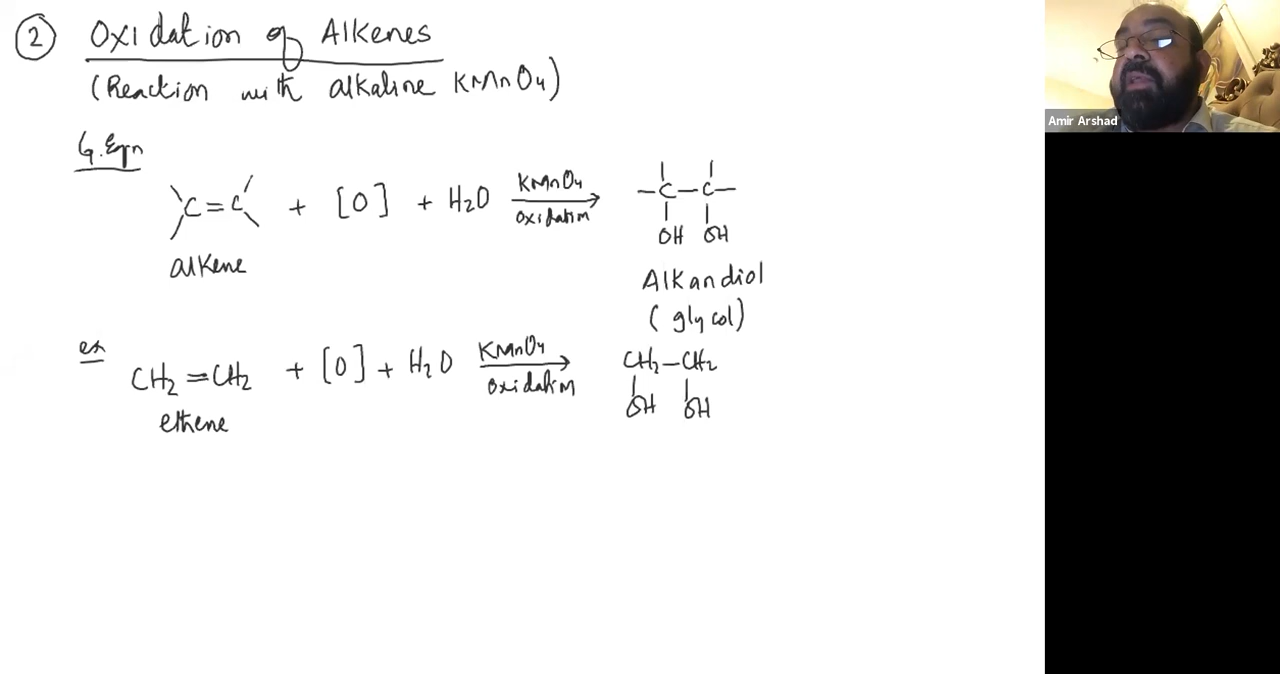 2 Oxidation of Alkenes
(Reaction with alkaline KMnO4)
G.Eqn
C=C + [O] + H2O KMnO4 Oxidation -C-C-
OH OH
alkene
Alkandiol
(glycol)
ex
CH2=CH2 + [O] + H2O KMnO4 Oxidation CH2-CH2
OH OH
ethene
Amir Arshad